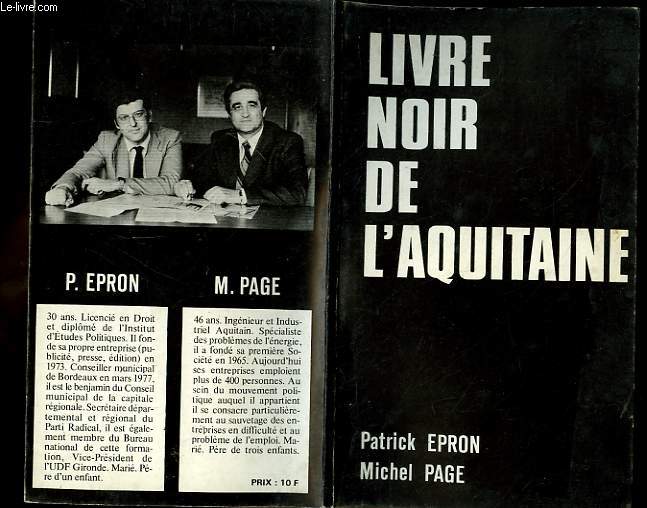 Le-livre.com
P. EPRON
30 ans. Licencié en Droit
et diplômé de l'Institut
d'Etudes Politiques. Il fon-
de sa propre entreprise (pu-
blicité, presse, édition) en
1973. Conseiller municipal
de Bordeaux en mars 1977,
il est le benjamin du Conseil
municipal de la capitale
régionale. Secrétaire dépar-
temental et régional du
Parti Radical, il est égale-
ment membre du Bureau
national de cette forma-
tion, Vice-Président de
l'UDF Gironde. Marié. Pè-
re d'un enfant.
M. PAGE
46 ans. Ingénieur et Indus-
triel Aquitain. Spécialiste
des problèmes de l'énergie,
il a fondé sa première So-
ciété en 1965. Aujourd'hui
ses entreprises emploient
plus de 400 personnes. Au
sein du mouvement poli-
tique auquel il appartient
il se consacre particulière-
ment au sauvetage des en-
treprises en difficulté et au
problème de l'emploi. Ma-
rié. Père de trois enfants.
PRIX : 10 F
LIVRE
NOIR
DE
L'AQUITAINE
Patrick EPRON
Michel PAGE